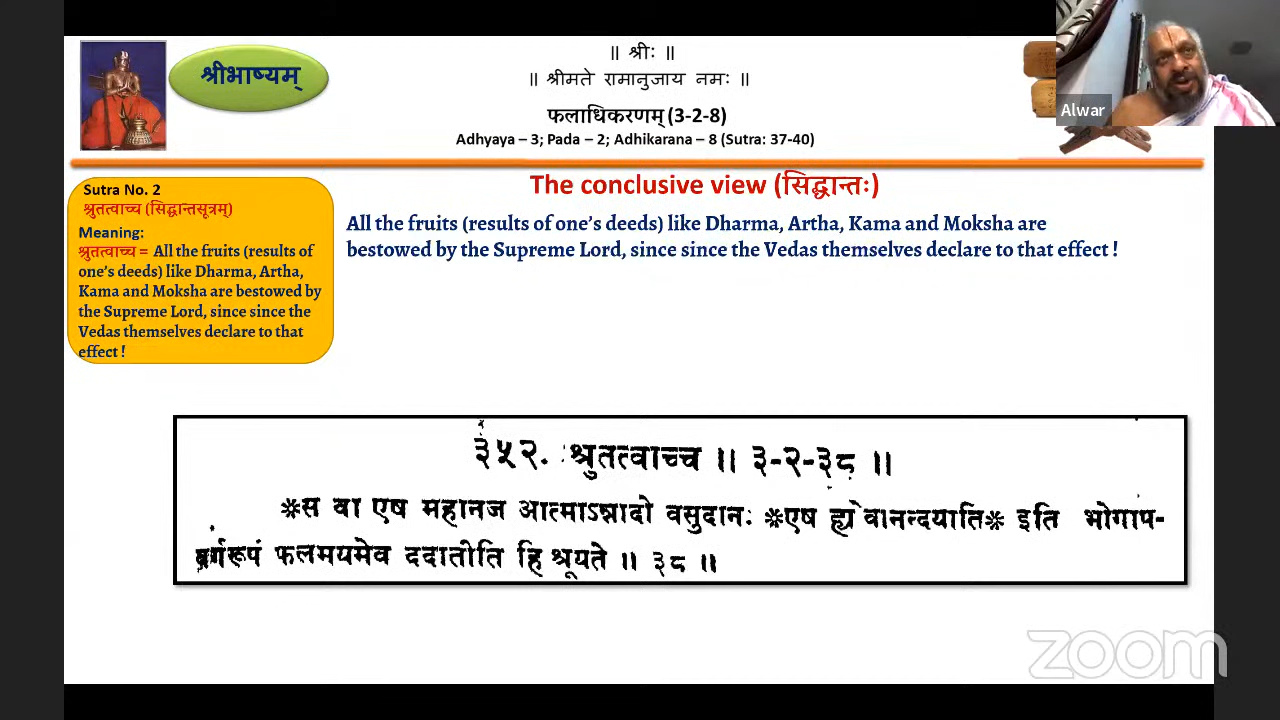 श्रीभाष्यम्
॥ श्रीः ॥
॥ श्रीमते रामानुजाय नमः ॥
फलाधिकरणम् (3-2-8)
Adhyaya – 3; Pada – 2; Adhikarana – 8 (Sutra: 37-40)
Alwar
Sutra No. 2
श्रुतत्वाच्च (सिद्धान्तसूत्रम्)
Meaning:
श्रुतत्वाच्च = All the fruits (results of
one's deeds) like Dharma, Artha,
Kama and Moksha are bestowed by
the Supreme Lord, since since the
Vedas themselves declare to that
effect !
The conclusive view (सिद्धान्तः)
All the fruits (results of one's deeds) like Dharma, Artha, Kama and Moksha are
bestowed by the Supreme Lord, since since the Vedas themselves declare to that effect !
३५२. श्रुतत्वाच्च ॥ ३-२-३८ ॥
※स वा एष महानज आत्माऽन्नादो वसुदानः ※एष ह्येवानन्दयाति※ इति भोगाप-
वर्गरूपं फलमयमेव ददातीति हि श्रूयते ॥ ३८ ॥
zoom